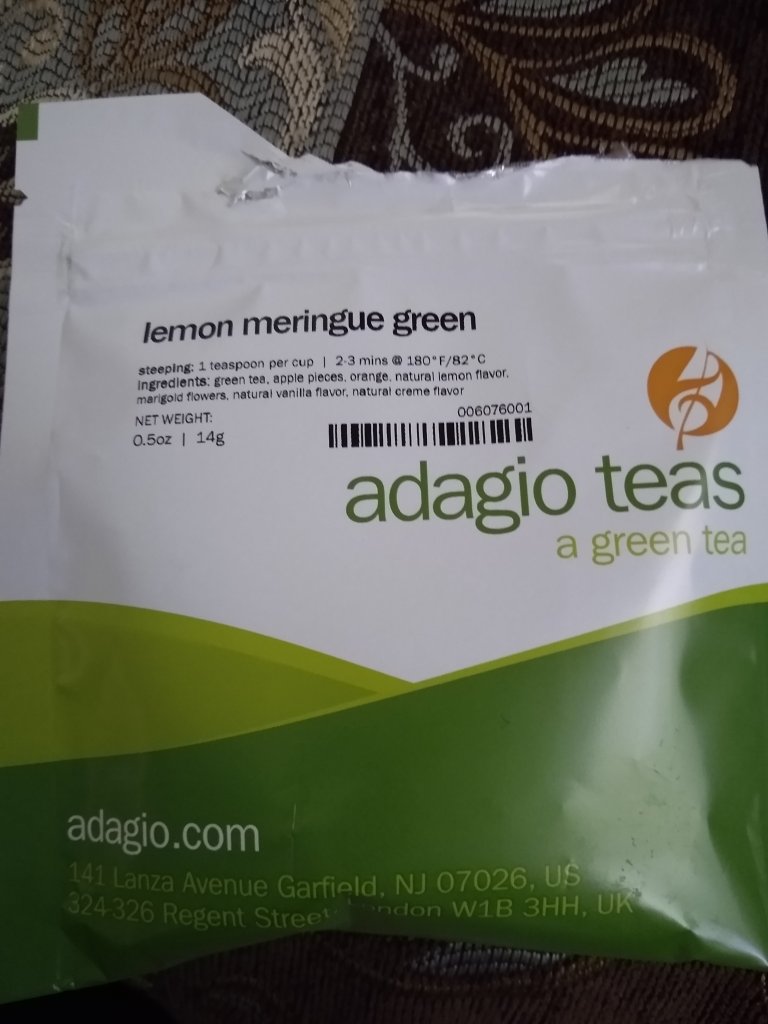 lemon meringue green
steeping: 1 teaspoon per cup | 2-3 mins @ 180°F/82°C
ingredients: green tea, apple pieces, orange, natural lemon flavor,
marigold flowers, natural vanilla flavor, natural creme flavor
NET WEIGHT:
0.5oz | 14g
006076001
adagio teas
a green tea
adagio.com
141 Lanza Avenue Garfield, NJ 07026, US
324-326 Regent Street W1B 3HH, UK